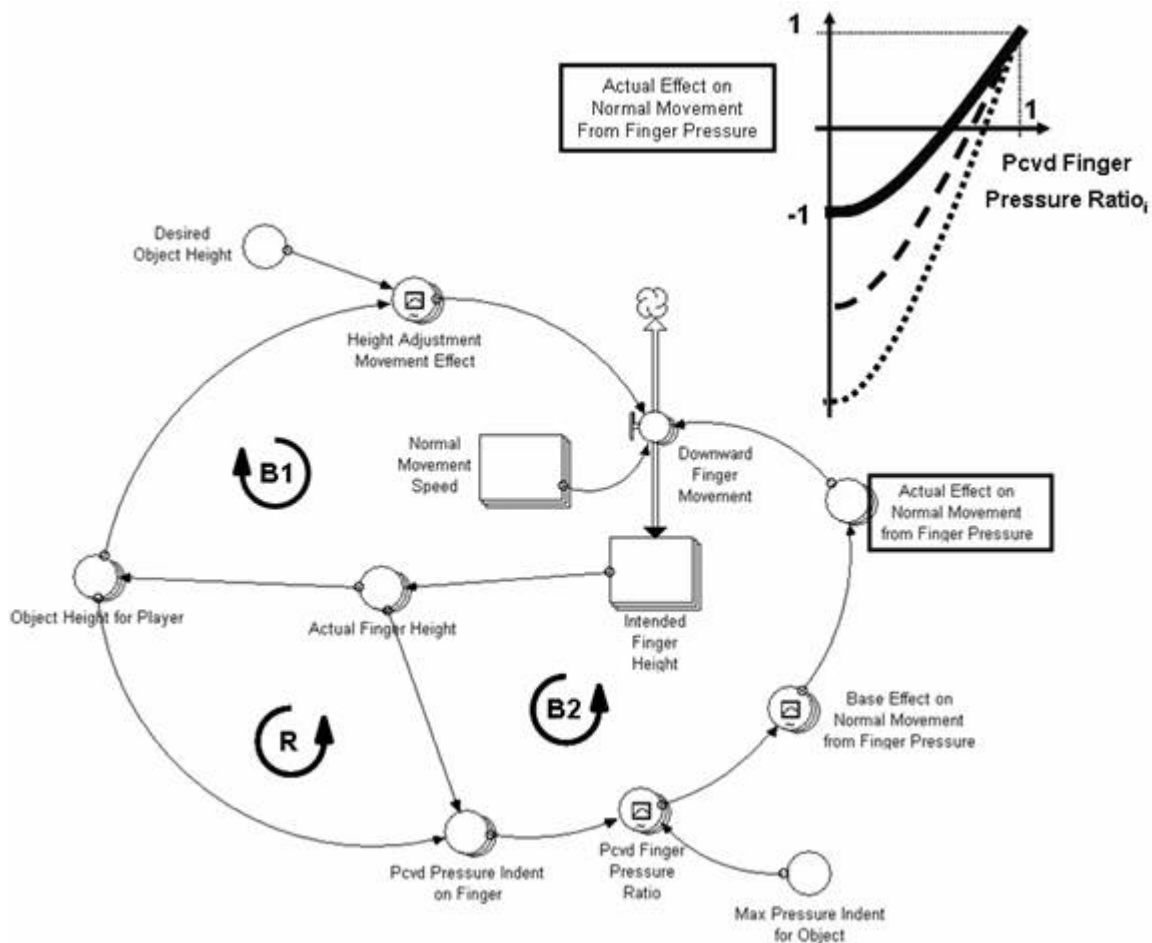 1
Actual Effect on
Normal Movement
From Finger Pressure
1
Pcvd Finger
Pressure Ratioi
-1
Desired
Object Height
Height Adjustment
Movement Effect
B1
Normal
Movement
Speed
Downward
Finger
Movement
Actual Effect on
Normal Movement
from Finger Pressure
Object Height for Player
Actual Finger Height
Intended
Finger
Height
R
B2
Base Effect on
Normal Movement
from Finger Pressure
Pcvd Pressure Indent
on Finger
Pcvd Finger
Pressure
Ratio
Max Pressure Indent
for Object